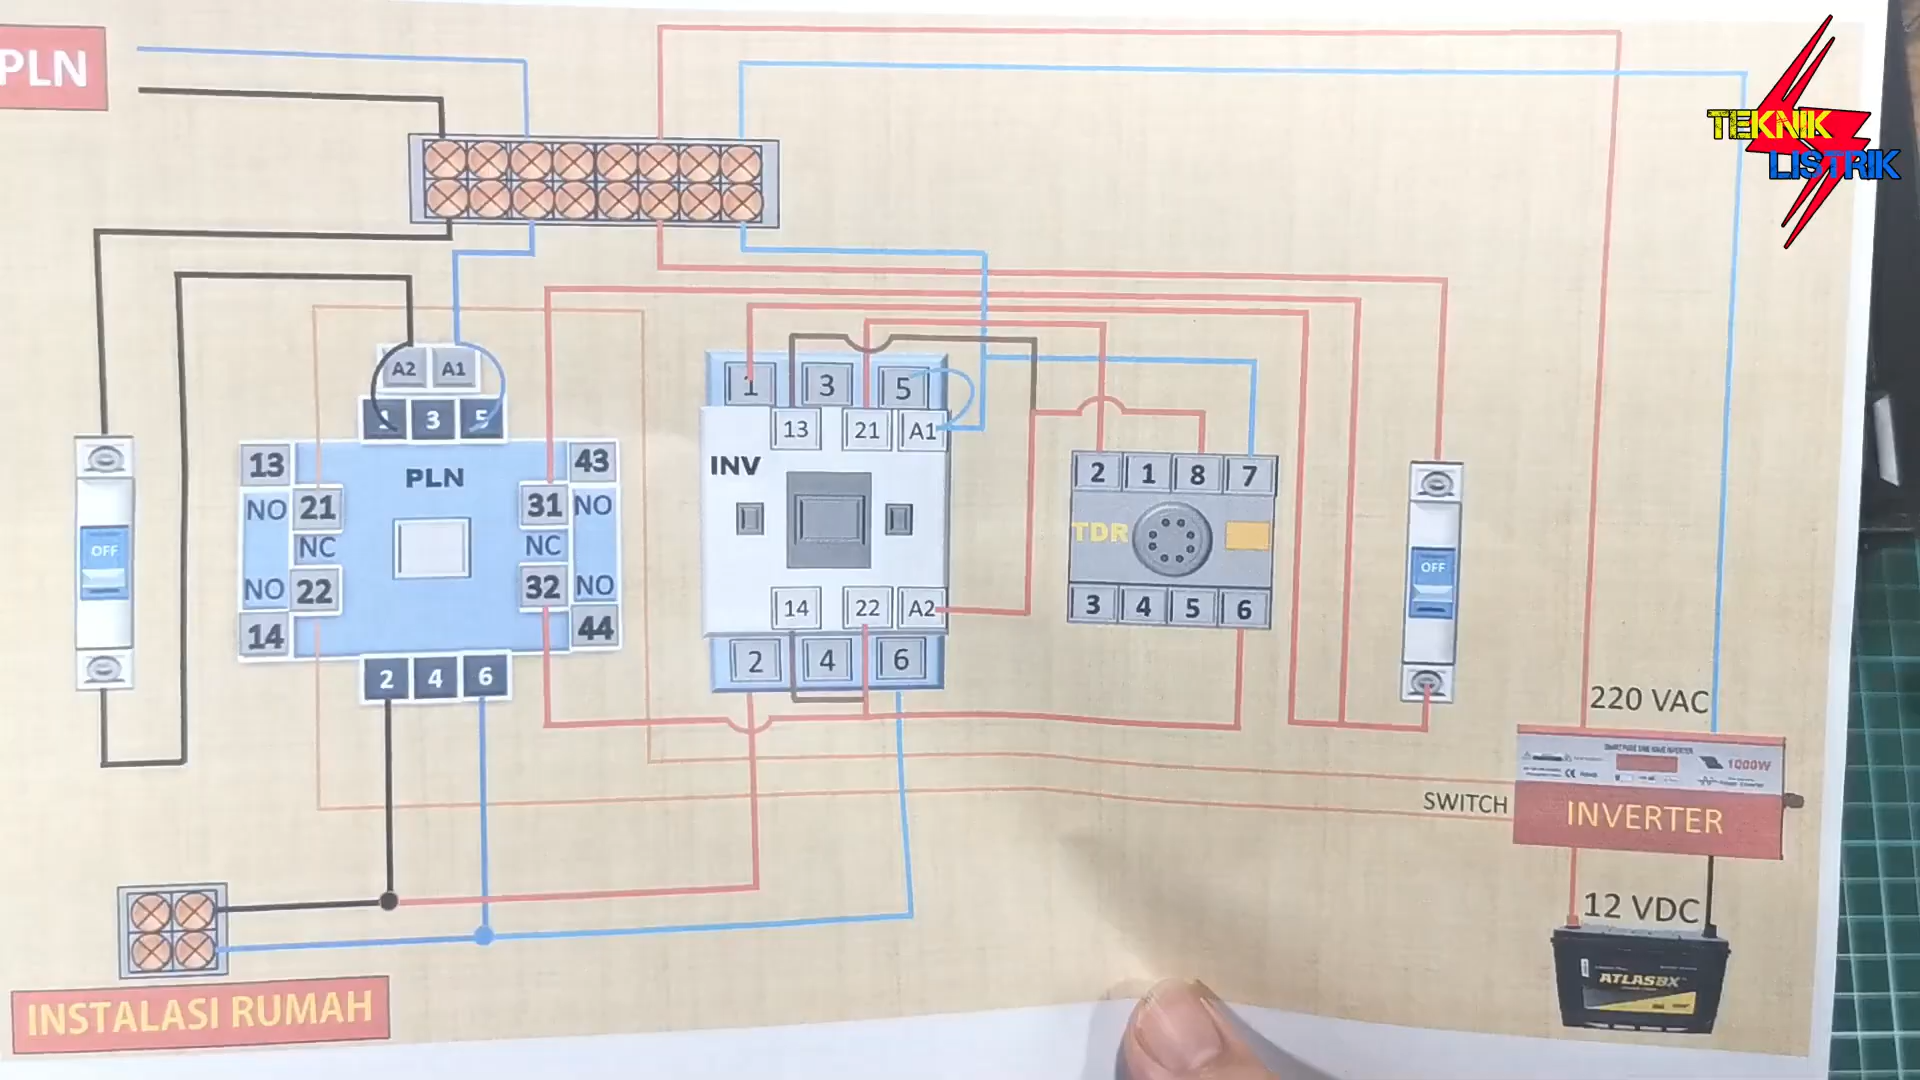 PLN
TEKNIK
LISTRIK
A2 A1
1 3 5
13 PLN 43
NO 21 31 NO
NC NC
NO 22 32 NO
14 44
2 4 6
OFF
1 3 5
13 21 A1
INV
14 22 A2
2 4 6
2 1 8 7
TDR
3 4 5 6
OFF
220 VAC
1000W
SWITCH
INVERTER
12 VDC
ATLASBX
INSTALASI RUMAH